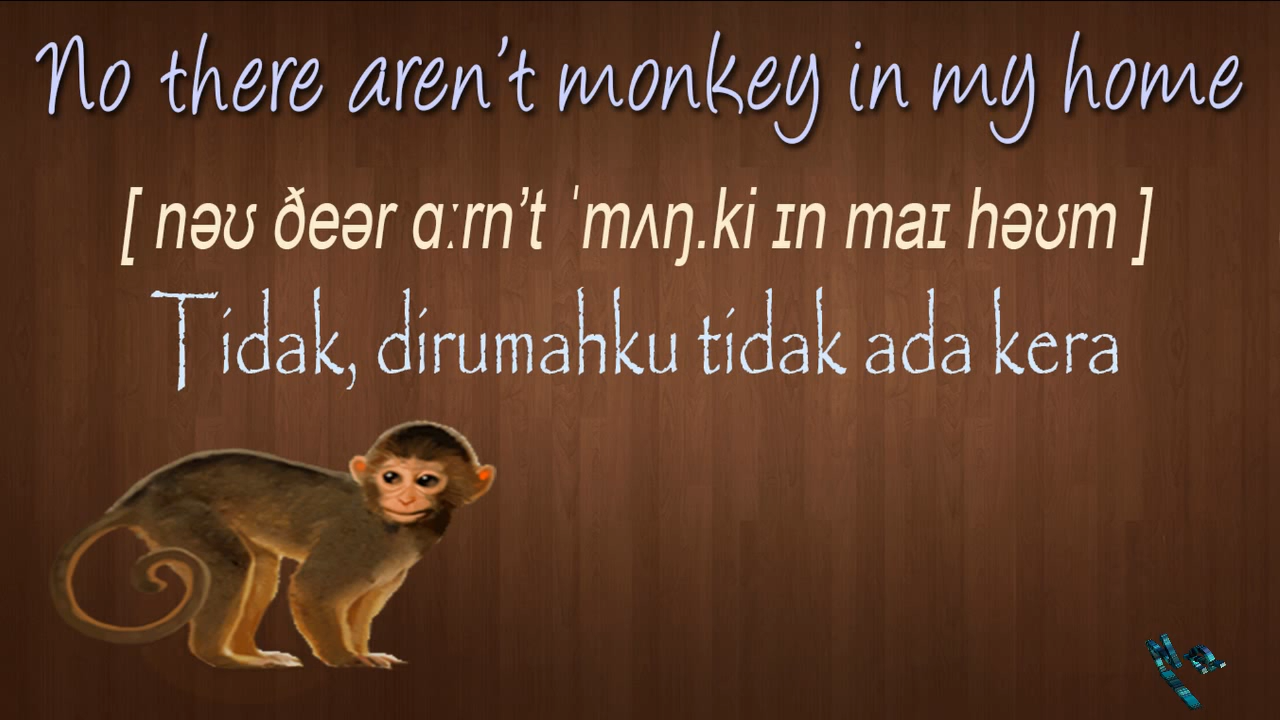 No there aren't monkey in my home
[ nəʊ ðeər ɑːrn't ˈmʌŋ.ki ɪn maɪ həʊm ]
Tidak, dirumahku tidak ada kera